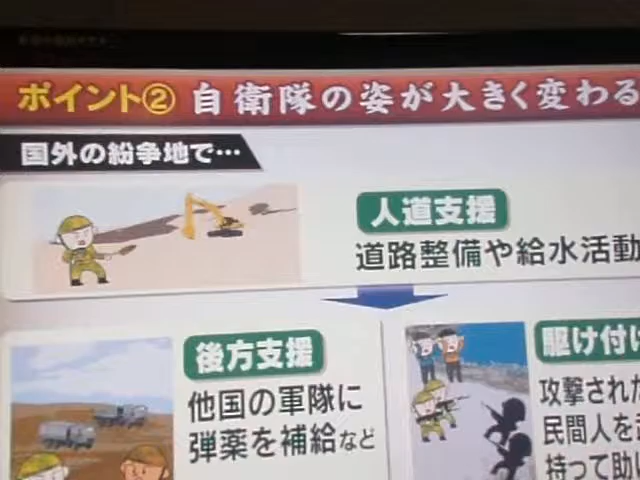 ポイント② 自衛隊の姿が大きく変わる
国外の紛争地で…
人道支援
道路整備や給水活動
後方支援
他国の軍隊に
弾薬を補給など
駆け付け
攻撃された
民間人を
持って助け